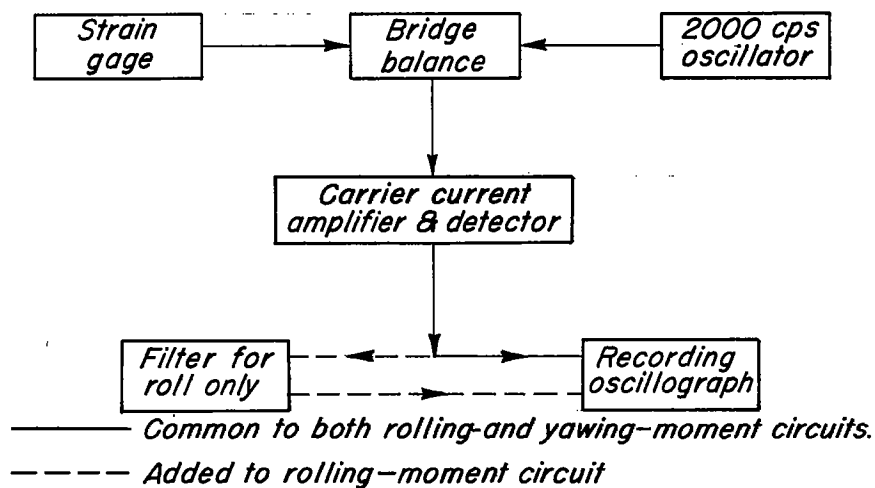 Strain gage
Bridge balance
2000 cps oscillator
Carrier current amplifier & detector
Filter for roll only
Recording oscillograph
Common to both rolling-and yawing-moment circuits.
Added to rolling-moment circuit